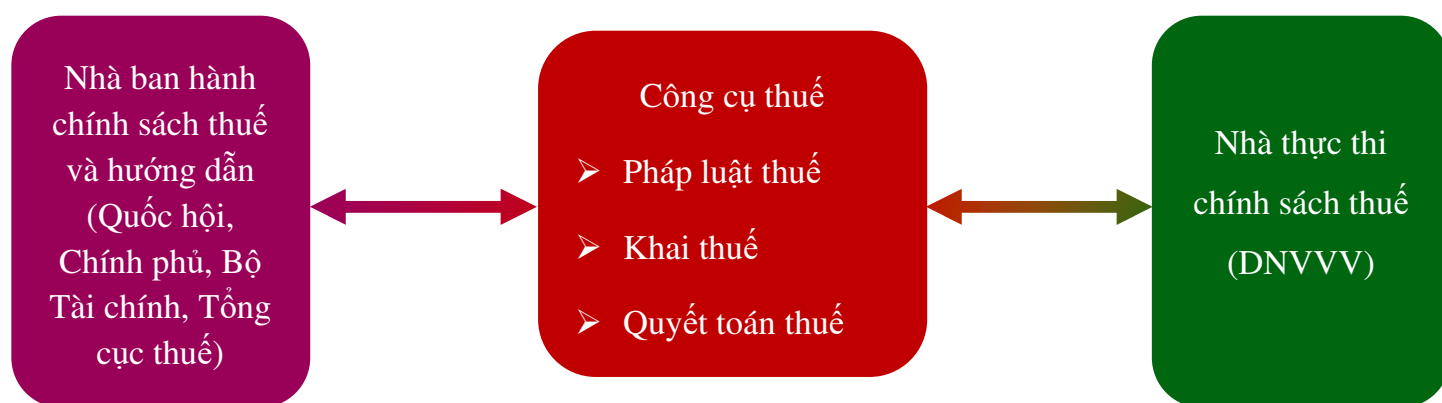 Nhà ban hành
chính sách thuế
và hướng dẫn
(Quốc hội,
Chính phủ, Bộ
Tài chính, Tổng
cục thuế)
Công cụ thuế
➢ Pháp luật thuế
➢ Khai thuế
➢ Quyết toán thuế
Nhà thực thi
chính sách thuế
(DNVVV)